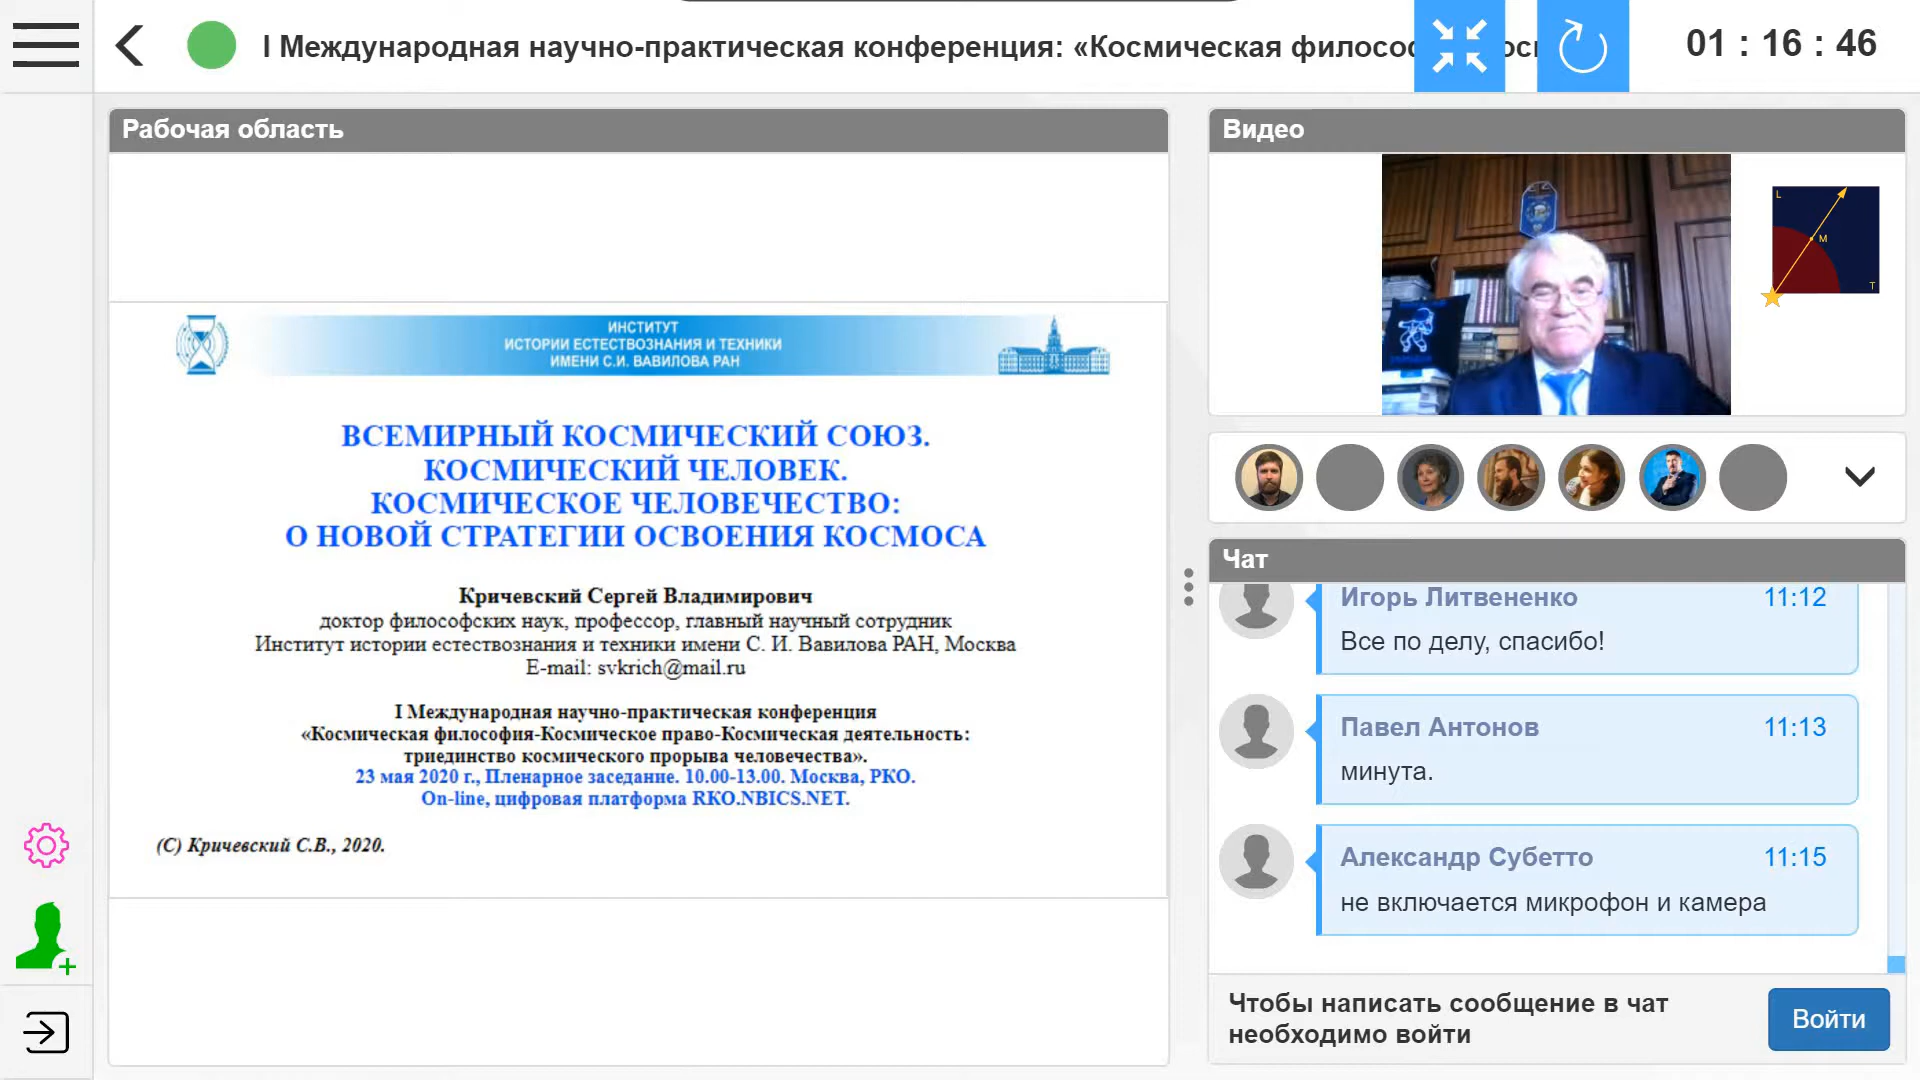 I Международная научно-практическая конференция: «Космическая филосо
01 : 16 : 46
Рабочая область
ИНСТИТУТ
ИСТОРИИ ЕСТЕСТВОЗНАНИЯ И ТЕХНИКИ
ИМЕНИ С.И. ВАВИЛОВА РАН
ВСЕМИРНЫЙ КОСМИЧЕСКИЙ СОЮЗ.
КОСМИЧЕСКИЙ ЧЕЛОВЕК.
КОСМИЧЕСКОЕ ЧЕЛОВЕЧЕСТВО:
О НОВОЙ СТРАТЕГИИ ОСВОЕНИЯ КОСМОСА
Кричевский Сергей Владимирович
доктор философских наук, профессор, главный научный сотрудник
Институт истории естествознания и техники имени С. И. Вавилова РАН, Москва
E-mail: svkrich@mail.ru
I Международная научно-практическая конференция
«Космическая философия-Космическое право-Космическая деятельность:
триединство космического прорыва человечества».
23 мая 2020 г., Пленарное заседание. 10.00-13.00. Москва, РКО.
On-line, цифровая платформа RKO.NBICS.NET.
(С) Кричевский С.В., 2020.
Видео
L
M
T
Чат
Игорь Литвененко 11:12
Все по делу, спасибо!
Павел Антонов 11:13
минута.
Александр Субетто 11:15
не включается микрофон и камера
Чтобы написать сообщение в чат
необходимо войти
Войти